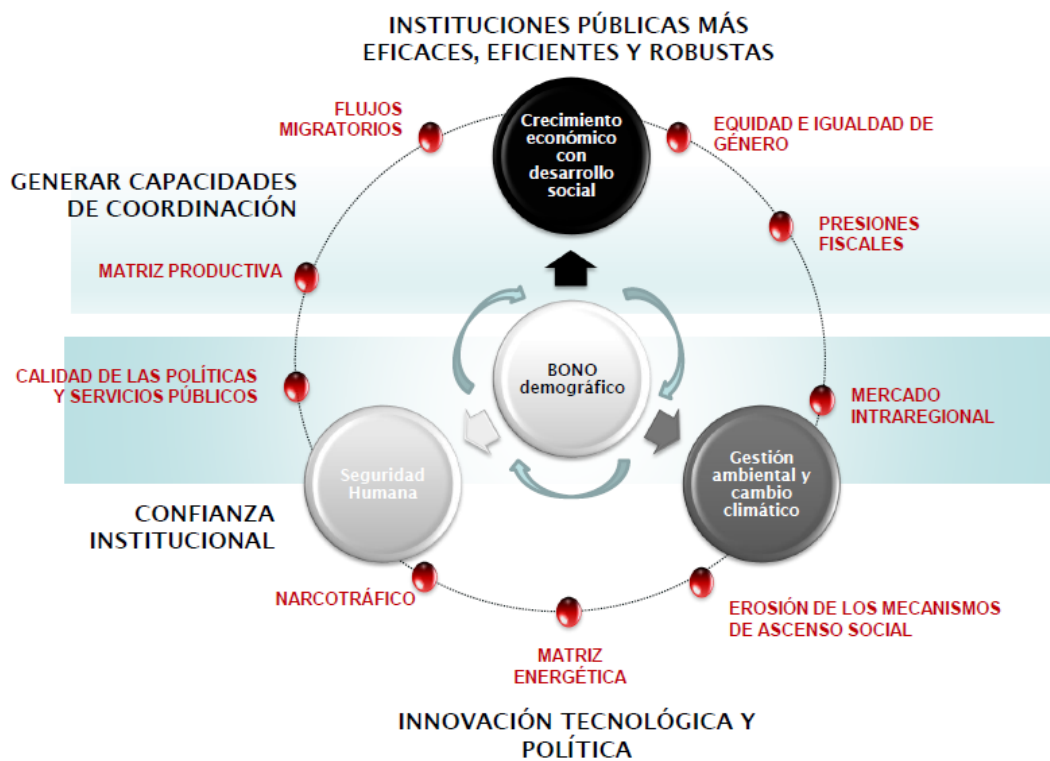 INSTITUCIONES PÚBLICAS MÁS
EFICACES, EFICIENTES Y ROBUSTAS
FLUJOS
MIGRATORIOS
Crecimiento
económico
con
desarrollo
social
EQUIDAD E IGUALDAD DE
GÉNERO
GENERAR CAPACIDADES
DE COORDINACIÓN
PRESIONES
FISCALES
MATRIZ PRODUCTIVA
BONO
demográfico
CALIDAD DE LAS POLÍTICAS
Y SERVICIOS PÚBLICOS
MERCADO
INTRAREGIONAL
Seguridad
Humana
Gestión
ambiental y
cambio
climático
CONFIANZA
INSTITUCIONAL
NARCOTRÁFICO
EROSIÓN DE LOS MECANISMOS
DE ASCENSO SOCIAL
MATRIZ
ENERGÉTICA
INNOVACIÓN TECNOLÓGICA Y
POLÍTICA